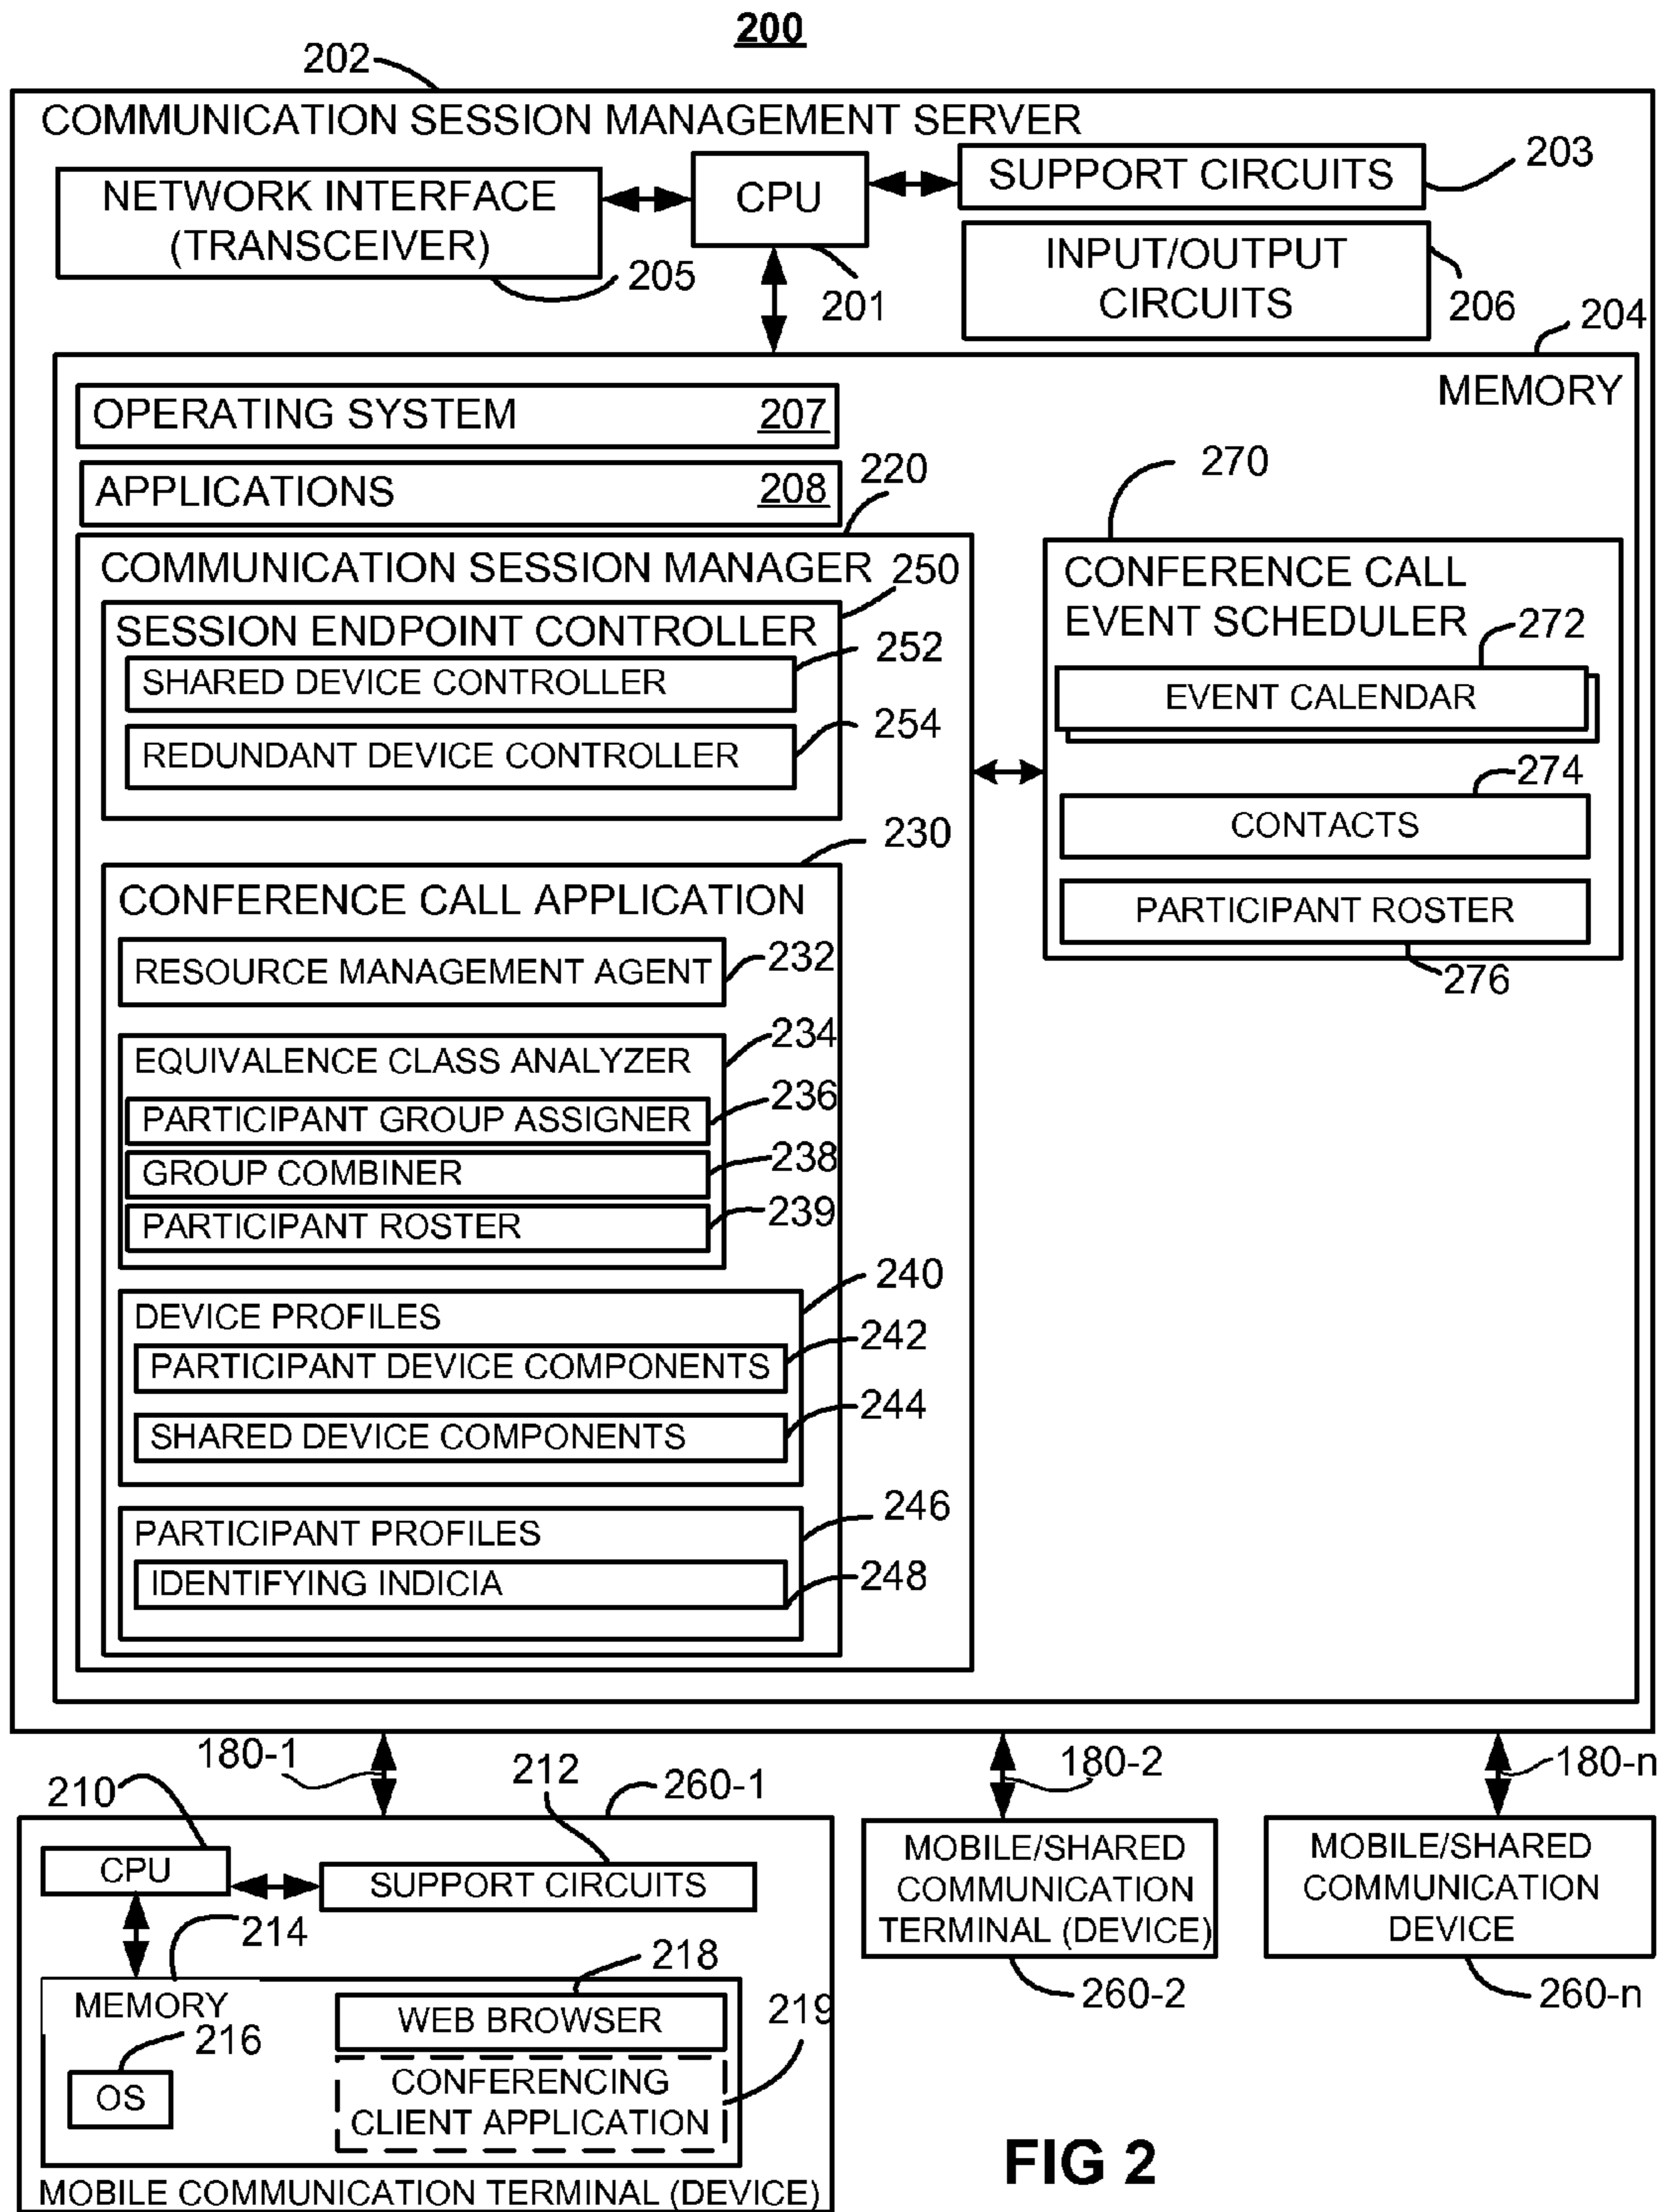 200
202
COMMUNICATION SESSION MANAGEMENT SERVER
NETWORK INTERFACE
(TRANSCEIVER)
205
CPU
201
SUPPORT CIRCUITS
203
INPUT/OUTPUT
CIRCUITS
206
204
MEMORY
OPERATING SYSTEM 207
APPLICATIONS 208
220
COMMUNICATION SESSION MANAGER
250
SESSION ENDPOINT CONTROLLER
252
SHARED DEVICE CONTROLLER
254
REDUNDANT DEVICE CONTROLLER
230
CONFERENCE CALL APPLICATION
RESOURCE MANAGEMENT AGENT
232
234
EQUIVALENCE CLASS ANALYZER
236
PARTICIPANT GROUP ASSIGNER
238
GROUP COMBINER
239
PARTICIPANT ROSTER
240
DEVICE PROFILES
242
PARTICIPANT DEVICE COMPONENTS
244
SHARED DEVICE COMPONENTS
246
PARTICIPANT PROFILES
IDENTIFYING INDICIA
248
270
CONFERENCE CALL
EVENT SCHEDULER
272
EVENT CALENDAR
274
CONTACTS
PARTICIPANT ROSTER
276
180-1
180-2
180-n
210
212
260-1
CPU
SUPPORT CIRCUITS
214
218
MEMORY
WEB BROWSER
219
216
OS
CONFERENCING
CLIENT APPLICATION
MOBILE COMMUNICATION TERMINAL (DEVICE)
MOBILE/SHARED
COMMUNICATION
TERMINAL (DEVICE)
260-2
MOBILE/SHARED
COMMUNICATION
DEVICE
260-n
FIG 2